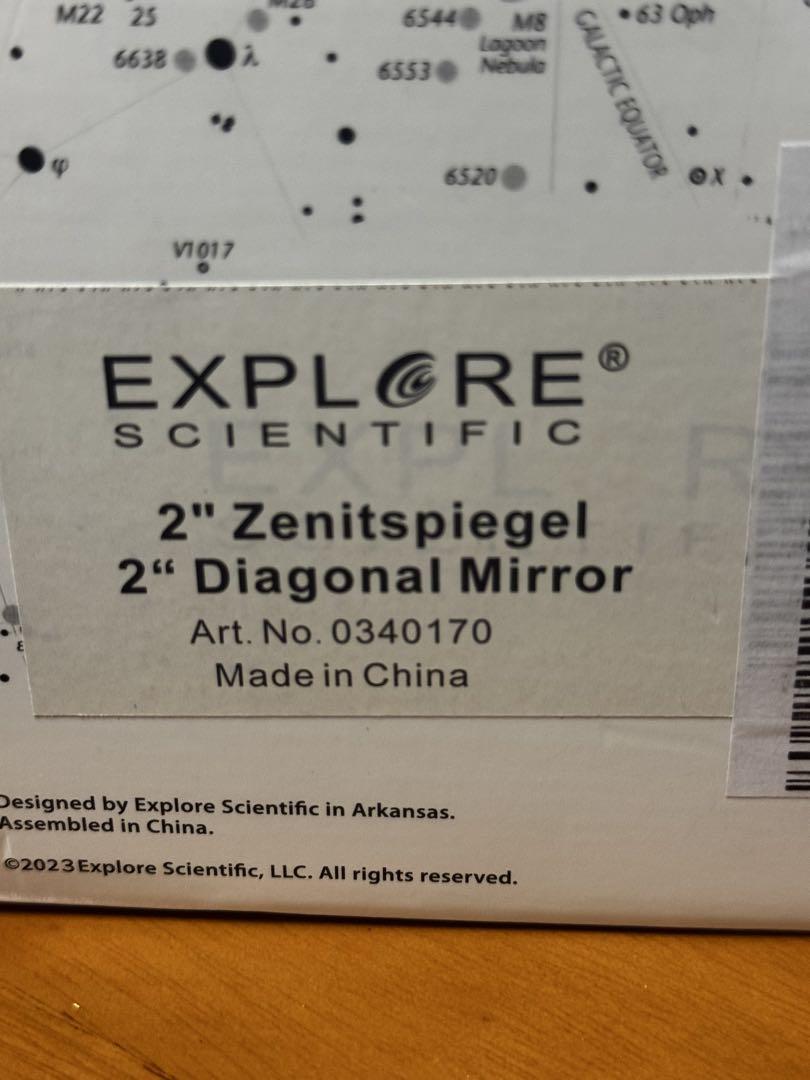 M22 25 M28
6544 M8
Lagoon
Nebula
63 Oph
6638 λ
6553
GALACTIC EQUATOR
φ
6520
X
V1017
EXPLORE®
SCIENTIFIC
2" Zenitspiegel
2“ Diagonal Mirror
Art. No. 0340170
Made in China
ε
Designed by Explore Scientific in Arkansas.
Assembled in China.
©2023 Explore Scientific, LLC. All rights reserved.